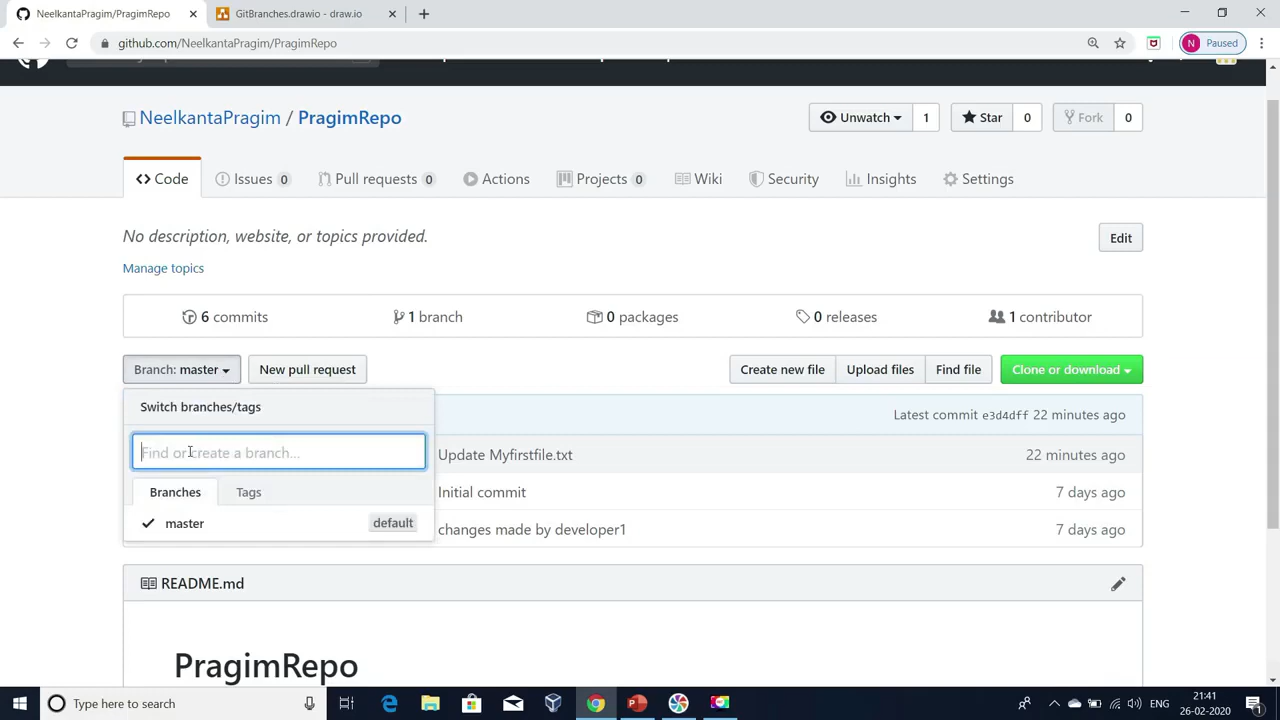 NeelkantaPragim/PragimRepo
GitBranches.drawio - draw.io
github.com/NeelkantaPragim/PragimRepo
N Paused
NeelkantaPragim / PragimRepo
Unwatch 1
Star 0
Fork 0
Code
Issues 0
Pull requests 0
Actions
Projects 0
Wiki
Security
Insights
Settings
No description, website, or topics provided.
Edit
Manage topics
6 commits
1 branch
0 packages
0 releases
1 contributor
Branch: master
New pull request
Create new file
Upload files
Find file
Clone or download
Switch branches/tags
Latest commit e3d4dff 22 minutes ago
Find or create a branch...
Update Myfirstfile.txt
22 minutes ago
Branches
Tags
Initial commit
7 days ago
master
default
changes made by developer1
7 days ago
README.md
PragimRepo
Type here to search
ENG
21:41
26-02-2020
1